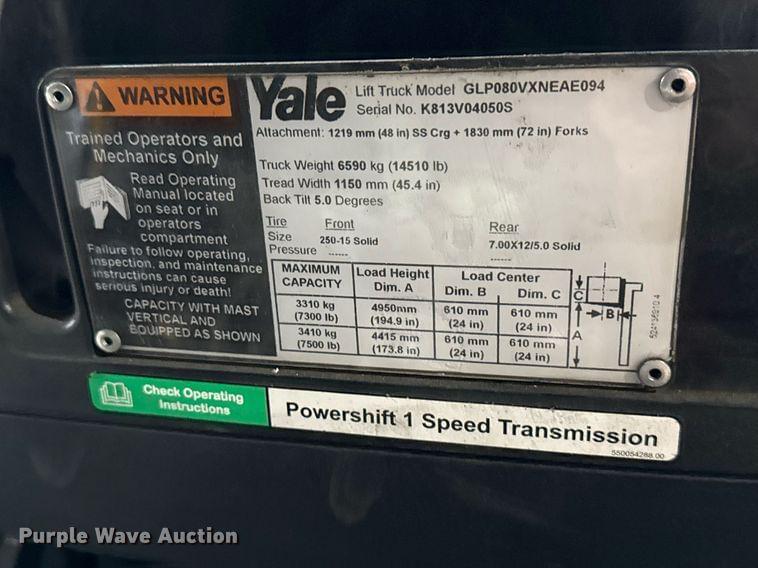 WARNING
Trained Operators and
Mechanics Only
Read Operating
Manual located
on seat or in
operators
compartment
Failure to follow operating,
inspection, and maintenance
instructions can cause
serious injury or death!
CAPACITY WITH MAST
VERTICAL AND
EQUIPPED AS SHOWN
Yale
Lift Truck Model GLP080VXNEAE094
Serial No. K813V04050S
Attachment: 1219 mm (48 in) SS Crg + 1830 mm (72 in) Forks
Truck Weight 6590 kg (14510 lb)
Tread Width 1150 mm (45.4 in)
Back Tilt 5.0 Degrees
Tire Front Rear
Size 250-15 Solid 7.00X12/5.0 Solid
Pressure ------ ------
MAXIMUM CAPACITY Load Height Dim. A Load Center Dim. B Dim. C
3310 kg (7300 lb) 4950mm (194.9 in) 610 mm (24 in) 610 mm (24 in)
3410 kg (7500 lb) 4415 mm (173.8 in) 610 mm (24 in) 610 mm (24 in)
C
B
A
Check Operating
Instructions
Powershift 1 Speed Transmission
550054288 00
Purple Wave Auction